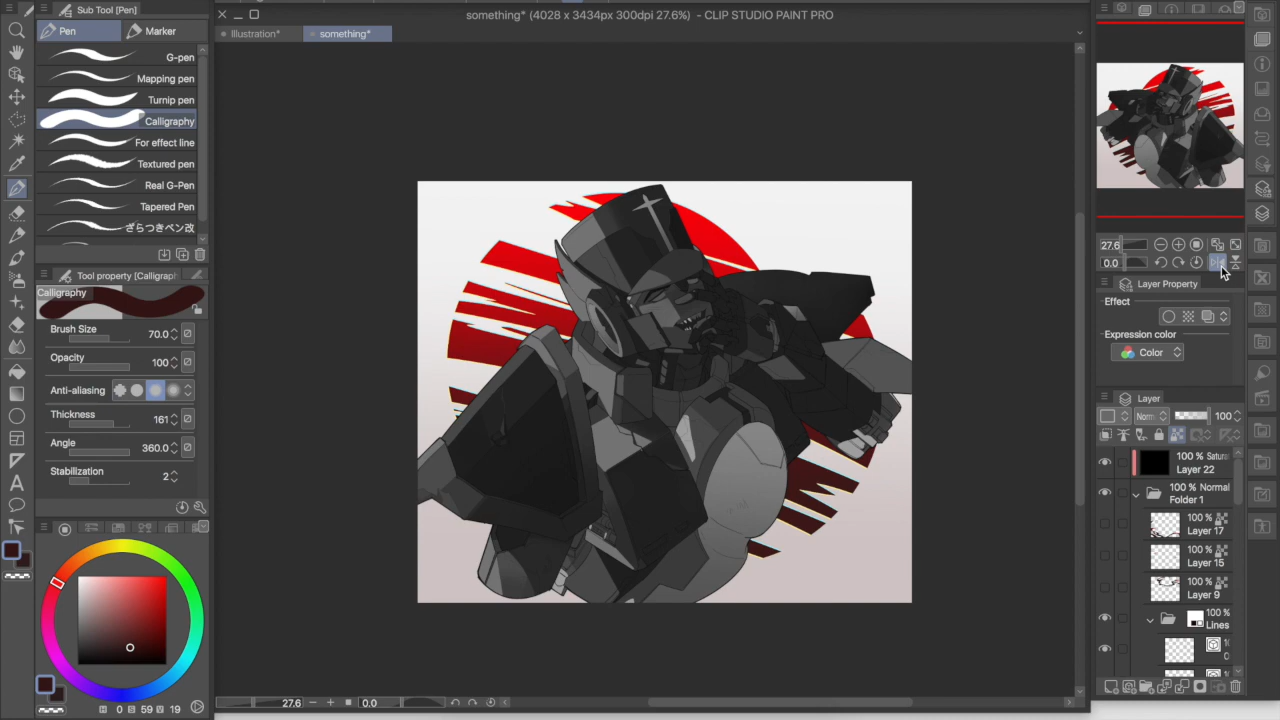 Sub Tool [Pen]
something* (4028 x 3434px 300dpi 27.6%) - CLIP STUDIO PAINT PRO
Pen
Marker
Illustration*
something*
G-pen
Mapping pen
Turnip pen
Calligraphy
For effect line
Textured pen
Real G-Pen
Tapered Pen
ざらつきペン改
Tool property [Calligraph
Calligraphy
Brush Size
70.0
Opacity
100
Anti-aliasing
Thickness
161
Angle
360.0
Stabilization
2
H 0 S 59 V 19
27.6
0.0
27.6
0.0
Layer Property
Effect
Expression color
Color
Layer
Norm
100
100 % Satura
Layer 22
100 % Normal
Folder 1
100 %
Layer 17
100 %
Layer 15
100 %
Layer 9
100 %
Lines